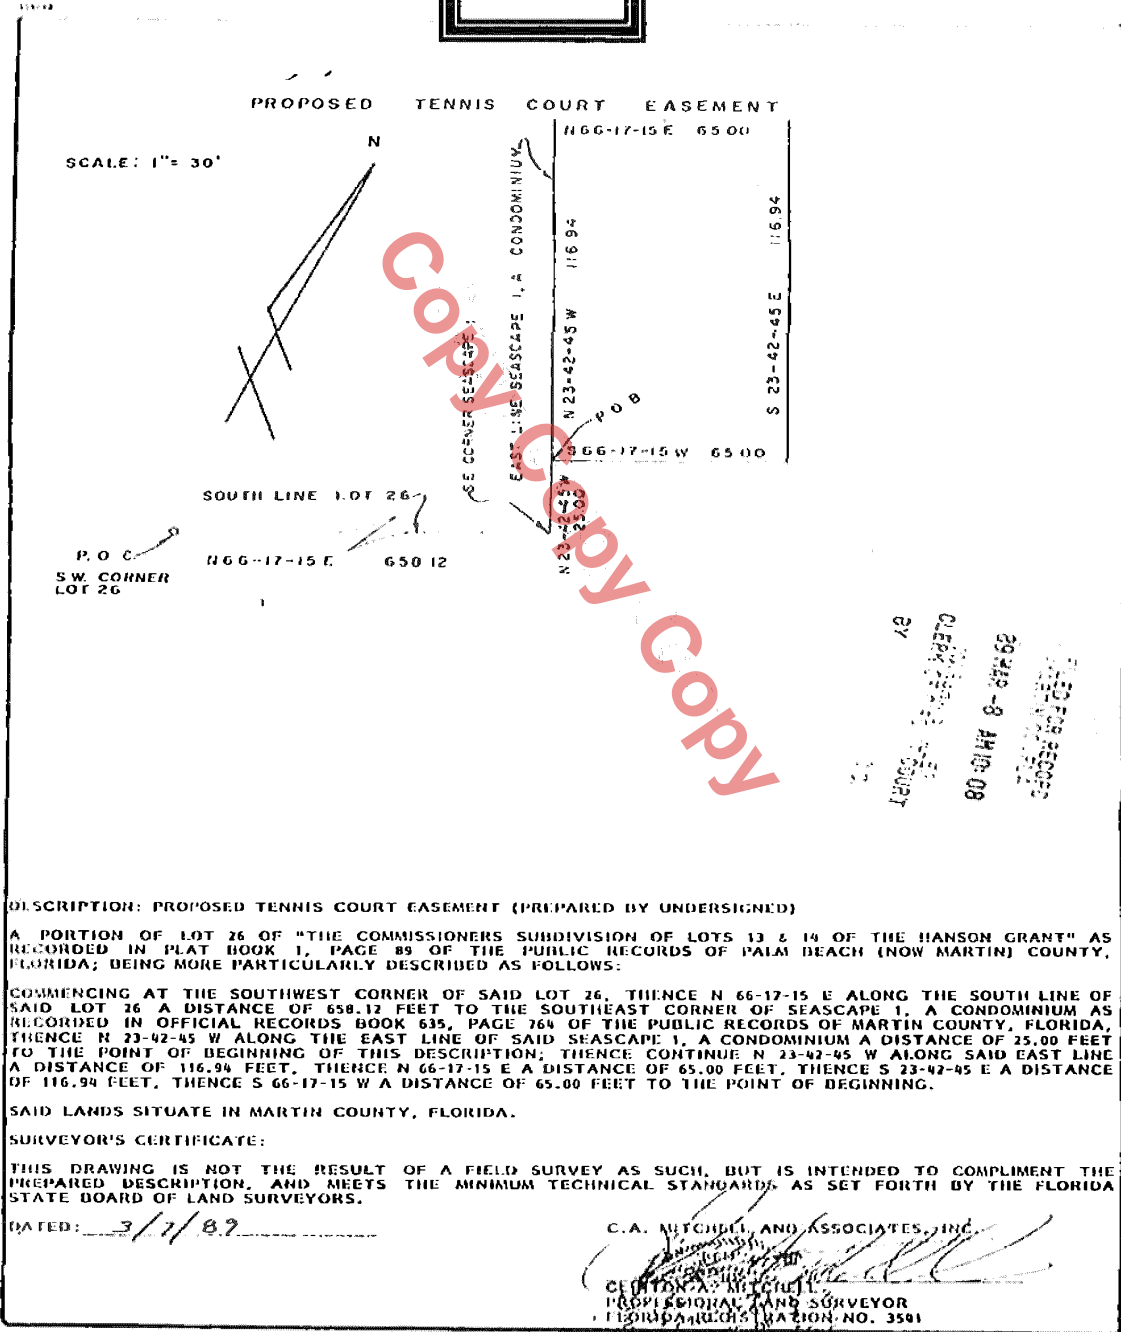 PROPOSED TENNIS COURT EASEMENT
N
SCALE: 1"= 30'
N66-17-15 E 65 00
EAST LINE SEASCAPE 1, A CONDOMINIUM
N 23-42-45 W 116 94
S 23-42-45 E 116.94
SE CORNER SEASCAPE 1
P O B
S 66-17-15 W 65 00
N 23-42-45 W
25.00
SOUTH LINE LOT 26
P. O C
S W. CORNER
LOT 26
N66-17-15 E 650 12
Copy Copy Copy
FILED FOR RECORD
89 MAR -8 AM 10:08
CLERK OF COURT
BY
DESCRIPTION: PROPOSED TENNIS COURT EASEMENT (PREPARED BY UNDERSIGNED)
A PORTION OF LOT 26 OF "THE COMMISSIONERS SUBDIVISION OF LOTS 13 & 14 OF THE HANSON GRANT" AS
RECORDED IN PLAT BOOK 1, PAGE 89 OF THE PUBLIC RECORDS OF PALM BEACH (NOW MARTIN) COUNTY,
FLORIDA; BEING MORE PARTICULARLY DESCRIBED AS FOLLOWS:
COMMENCING AT THE SOUTHWEST CORNER OF SAID LOT 26, THENCE N 66-17-15 E ALONG THE SOUTH LINE OF
SAID LOT 26 A DISTANCE OF 658.12 FEET TO THE SOUTHEAST CORNER OF SEASCAPE 1, A CONDOMINIUM AS
RECORDED IN OFFICIAL RECORDS BOOK 635, PAGE 764 OF THE PUBLIC RECORDS OF MARTIN COUNTY, FLORIDA,
THENCE N 23-42-45 W ALONG THE EAST LINE OF SAID SEASCAPE 1, A CONDOMINIUM A DISTANCE OF 25.00 FEET
TO THE POINT OF BEGINNING OF THIS DESCRIPTION; THENCE CONTINUE N 23-42-45 W ALONG SAID EAST LINE
A DISTANCE OF 116.94 FEET, THENCE N 66-17-15 E A DISTANCE OF 65.00 FEET, THENCE S 23-42-45 E A DISTANCE
OF 116.94 FEET, THENCE S 66-17-15 W A DISTANCE OF 65.00 FEET TO THE POINT OF BEGINNING.
SAID LANDS SITUATE IN MARTIN COUNTY, FLORIDA.
SURVEYOR'S CERTIFICATE:
THIS DRAWING IS NOT THE RESULT OF A FIELD SURVEY AS SUCH, BUT IS INTENDED TO COMPLIMENT THE
PREPARED DESCRIPTION, AND MEETS THE MINIMUM TECHNICAL STANDARDS AS SET FORTH BY THE FLORIDA
STATE BOARD OF LAND SURVEYORS.
DATED: 3/7/89
C.A. MITCHELL AND ASSOCIATES, INC.
CLINTON A. MITCHELL
PROFESSIONAL LAND SURVEYOR
FLORIDA REGISTRATION NO. 3501